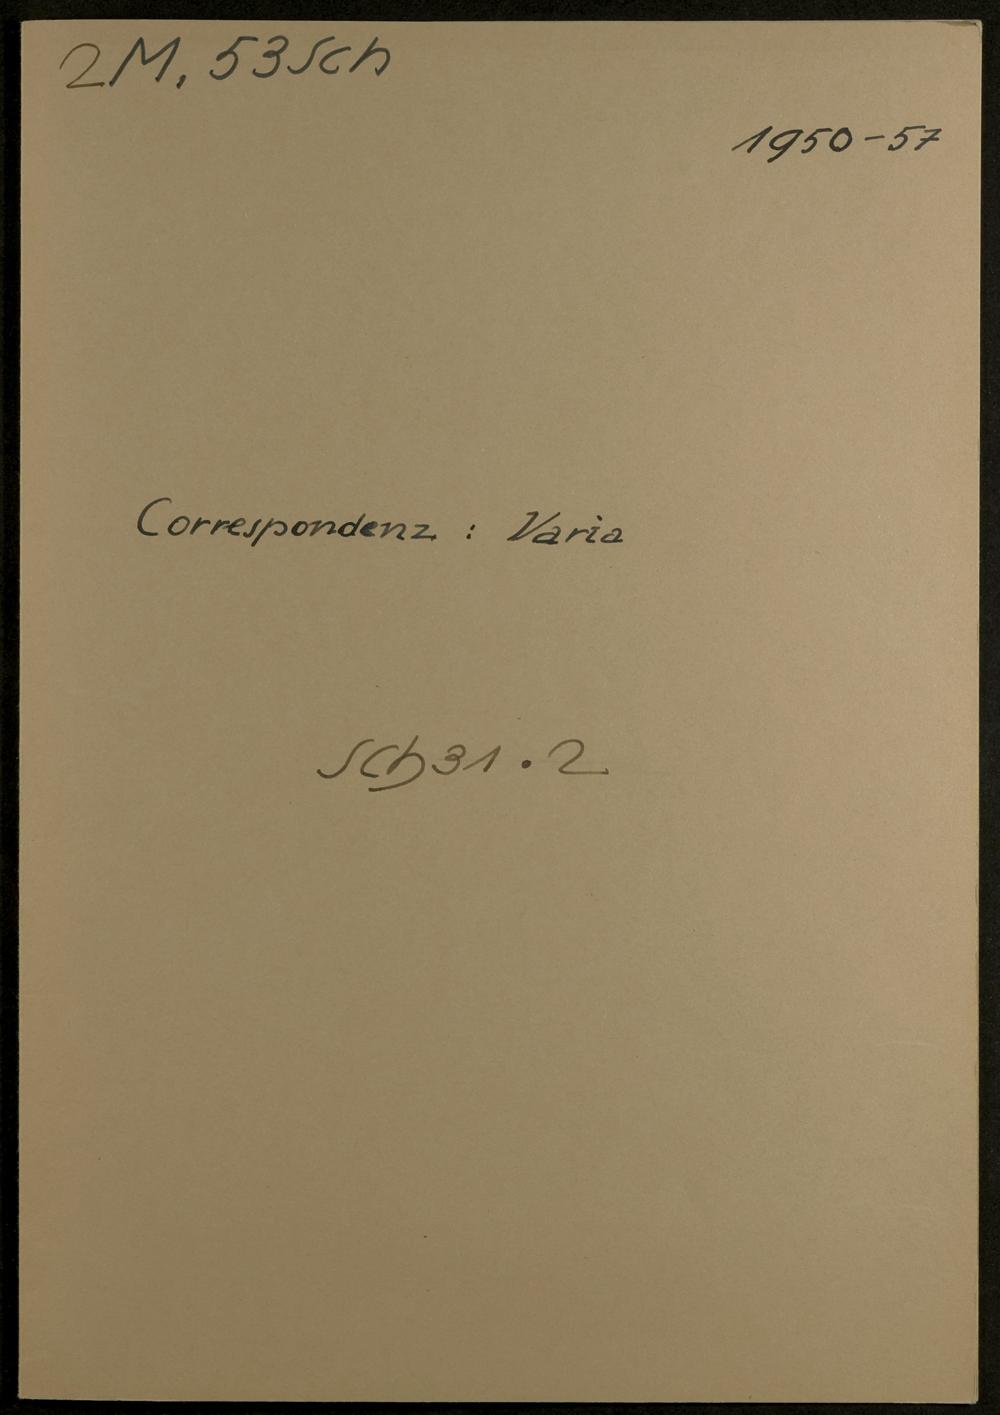 2M, 53Sch
1950-57
Correspondenz : Varia
Sch31.2